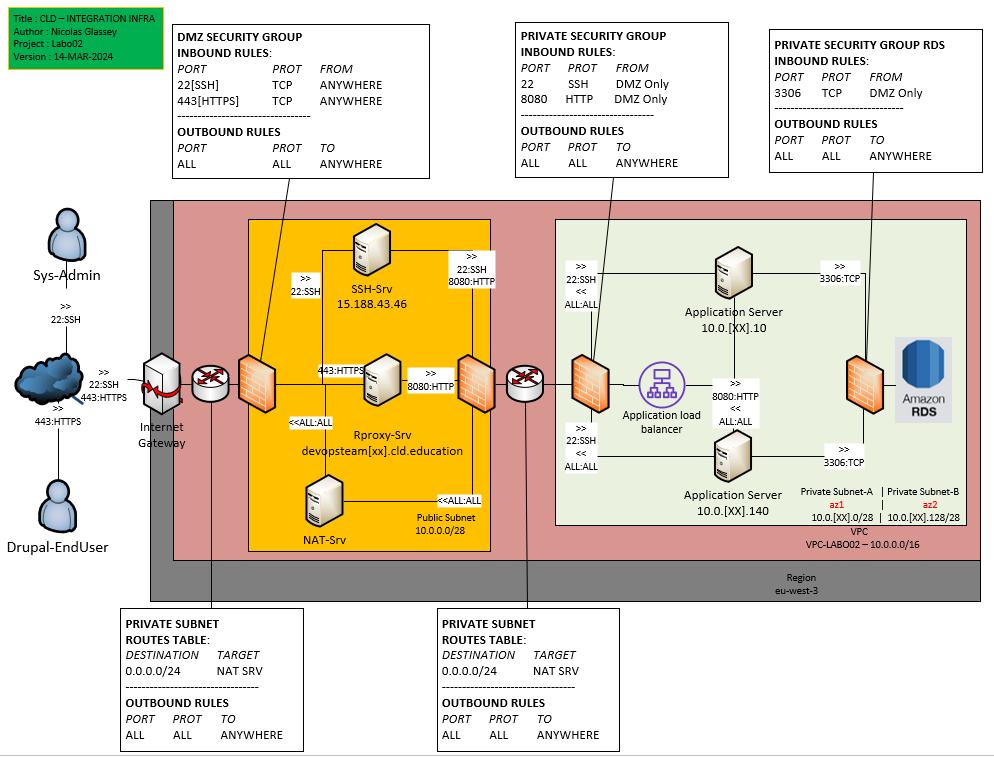 Title : CLD – INTEGRATION INFRA
Author : Nicolas Glassey
Project : Labo02
Version : 14-MAR-2024
DMZ SECURITY GROUP
INBOUND RULES:
PORT PROT FROM
22[SSH] TCP ANYWHERE
443[HTTPS] TCP ANYWHERE
---------------------------------
OUTBOUND RULES
PORT PROT TO
ALL ALL ANYWHERE
PRIVATE SECURITY GROUP
INBOUND RULES:
PORT PROT FROM
22 SSH DMZ Only
8080 HTTP DMZ Only
---------------------------------
OUTBOUND RULES
PORT PROT TO
ALL ALL ANYWHERE
PRIVATE SECURITY GROUP RDS
INBOUND RULES:
PORT PROT FROM
3306 TCP DMZ Only
--------------------------------
OUTBOUND RULES
PORT PROT TO
ALL ALL ANYWHERE
Sys-Admin
>>
22:SSH
>>
22:SSH
443:HTTPS
>>
443:HTTPS
Drupal-EndUser
Internet
Gateway
>>
22:SSH
SSH-Srv
15.188.43.46
>>
22:SSH
8080:HTTP
443:HTTPS
>>
8080:HTTP
Rproxy-Srv
devopsteam[xx].cld.education
<<ALL:ALL
<<ALL:ALL
NAT-Srv
Public Subnet
10.0.0.0/28
>>
22:SSH
<<
ALL:ALL
>>
22:SSH
<<
ALL:ALL
Application Server
10.0.[XX].10
>>
3306:TCP
Application load
balancer
>>
8080:HTTP
<<
ALL:ALL
Amazon
RDS
>>
3306:TCP
Application Server
10.0.[XX].140
Private Subnet-A | Private Subnet-B
az1 | az2
10.0.[XX].0/28 | 10.0.[XX].128/28
VPC
VPC-LABO02 – 10.0.0.0/16
Region
eu-west-3
PRIVATE SUBNET
ROUTES TABLE:
DESTINATION TARGET
0.0.0.0/24 NAT SRV
---------------------------------
OUTBOUND RULES
PORT PROT TO
ALL ALL ANYWHERE
PRIVATE SUBNET
ROUTES TABLE:
DESTINATION TARGET
0.0.0.0/24 NAT SRV
---------------------------------
OUTBOUND RULES
PORT PROT TO
ALL ALL ANYWHERE